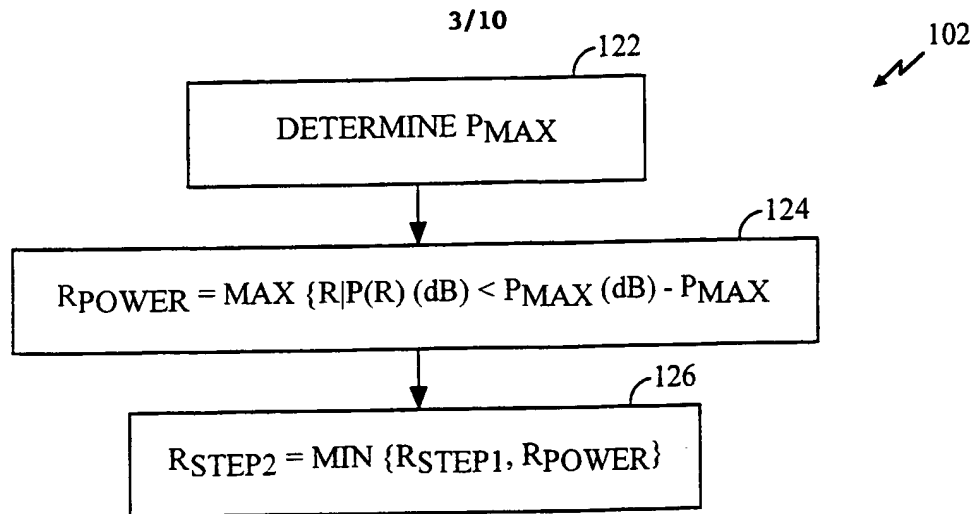 3/10
102
122
DETERMINE PMAX
124
RPOWER = MAX {R|P(R) (dB) < PMAX (dB) - PMAX
126
RSTEP2 = MIN {RSTEP1, RPOWER}